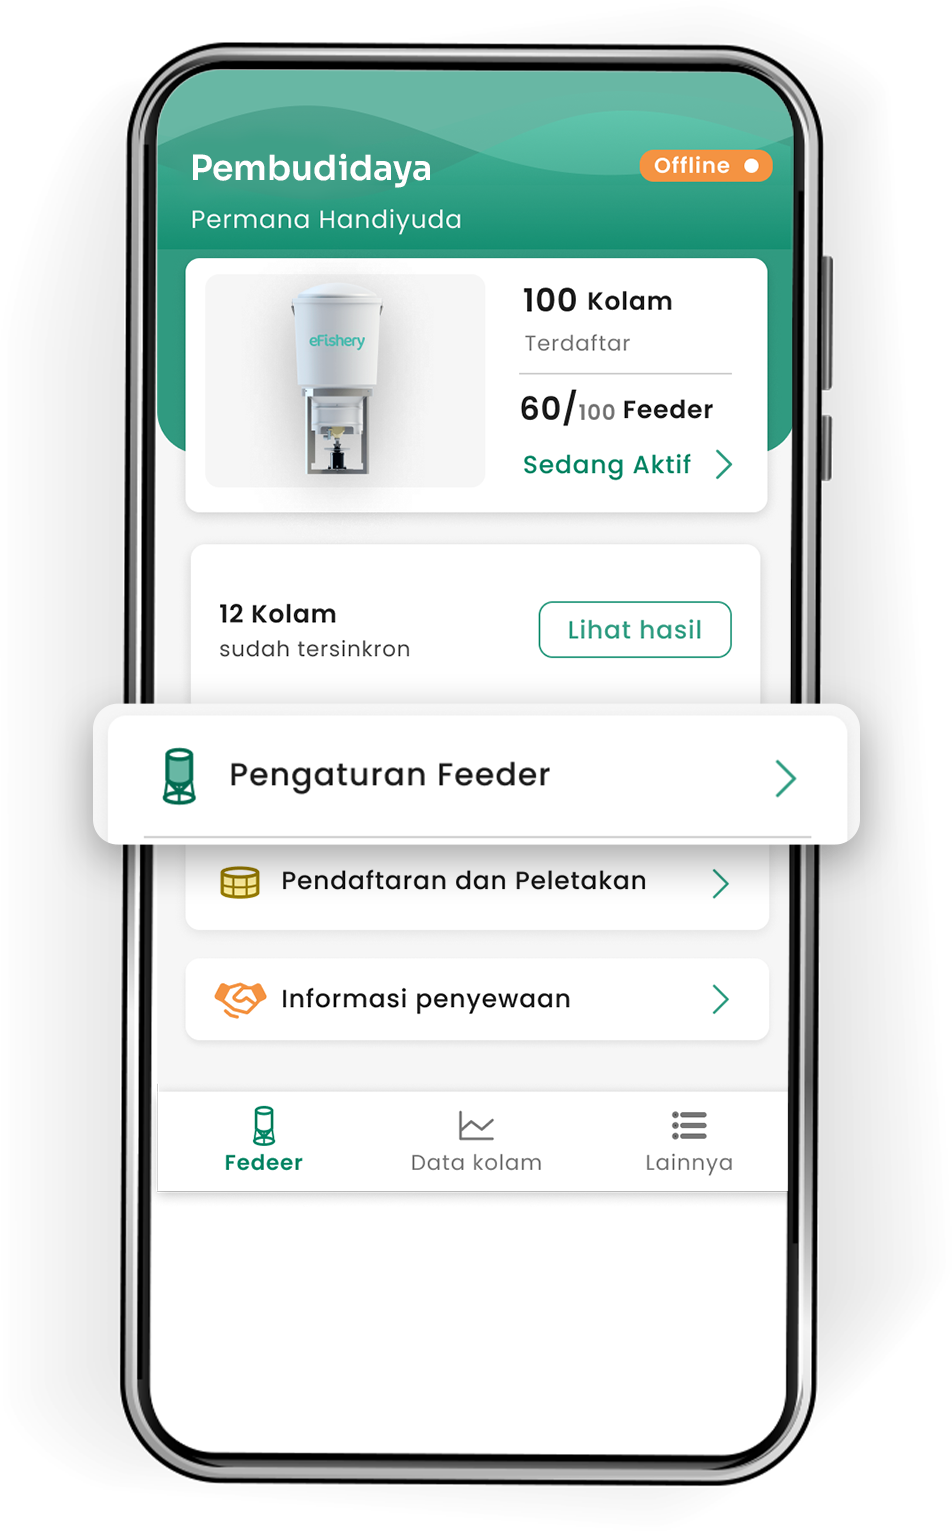 Pembudidaya
Offline
Permana Handiyuda
eFishery
100 Kolam
Terdaftar
60/100 Feeder
Sedang Aktif
12 Kolam
sudah tersinkron
Lihat hasil
Pengaturan Feeder
Pendaftaran dan Peletakan
Informasi penyewaan
Fedeer
Data kolam
Lainnya